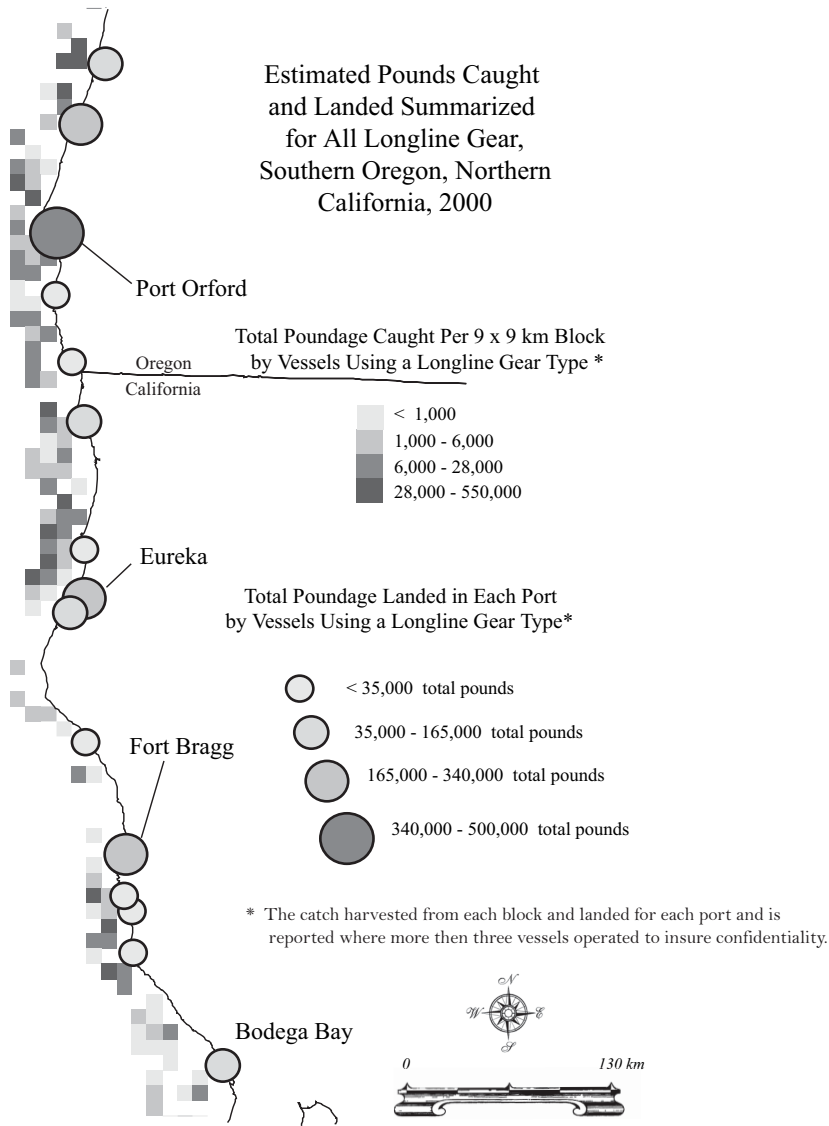 Estimated Pounds Caught
and Landed Summarized
for All Longline Gear,
Southern Oregon, Northern
California, 2000
Port Orford
Total Poundage Caught Per 9 x 9 km Block
by Vessels Using a Longline Gear Type *
Oregon
California
< 1,000
1,000 - 6,000
6,000 - 28,000
28,000 - 550,000
Eureka
Total Poundage Landed in Each Port
by Vessels Using a Longline Gear Type*
< 35,000 total pounds
35,000 - 165,000 total pounds
Fort Bragg
165,000 - 340,000 total pounds
340,000 - 500,000 total pounds
* The catch harvested from each block and landed for each port and is
reported where more then three vessels operated to insure confidentiality.
N
W E
S
Bodega Bay
0 130 km